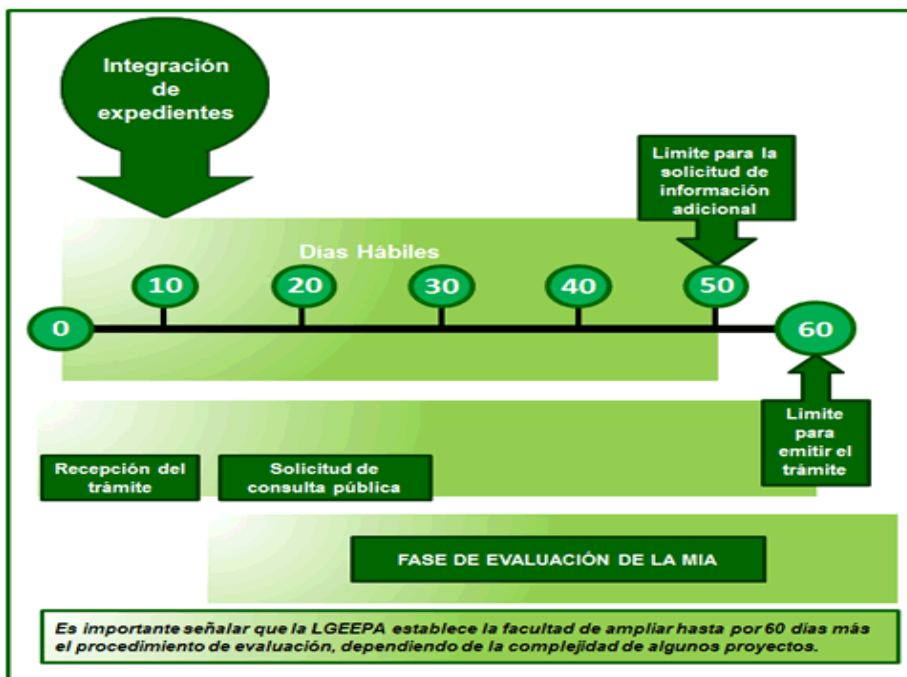 Integración
de
expedientes
Limite para la
solicitud de
información
adicional
Días Hábiles
0
10
20
30
40
50
60
Limite
para
emitir el
trámite
Recepción del
trámite
Solicitud de
consulta pública
FASE DE EVALUACIÓN DE LA MIA
Es importante señalar que la LGEEPA establece la facultad de ampliar hasta por 60 días más
el procedimiento de evaluación, dependiendo de la complejidad de algunos proyectos.